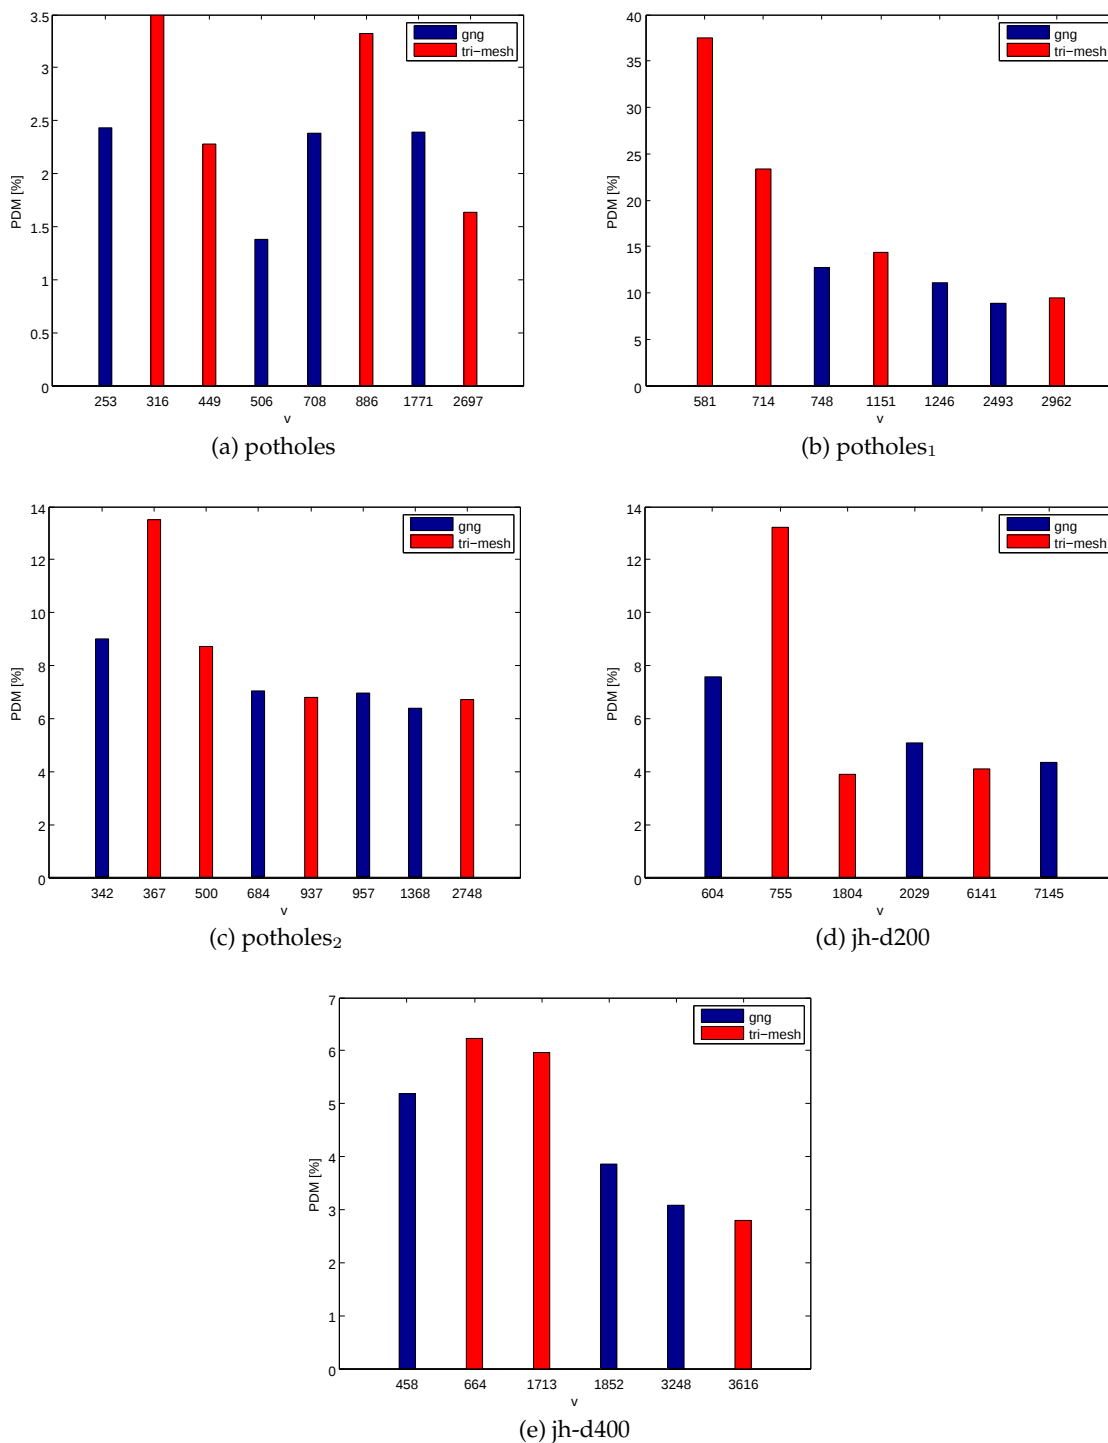 3.5
3
2.5
2
1.5
1
0.5
0
PDM [%]
gng
tri-mesh
253 316 449 506 708 886 1771 2697
v
(a) potholes
40
35
30
25
20
15
10
5
0
PDM [%]
gng
tri-mesh
581 714 748 1151 1246 2493 2962
v
(b) potholes₁
14
12
10
8
6
4
2
0
PDM [%]
gng
tri-mesh
342 367 500 684 937 957 1368 2748
v
(c) potholes₂
14
12
10
8
6
4
2
0
PDM [%]
gng
tri-mesh
604 755 1804 2029 6141 7145
v
(d) jh-d200
7
6
5
4
3
2
1
0
PDM [%]
gng
tri-mesh
458 664 1713 1852 3248 3616
v
(e) jh-d400